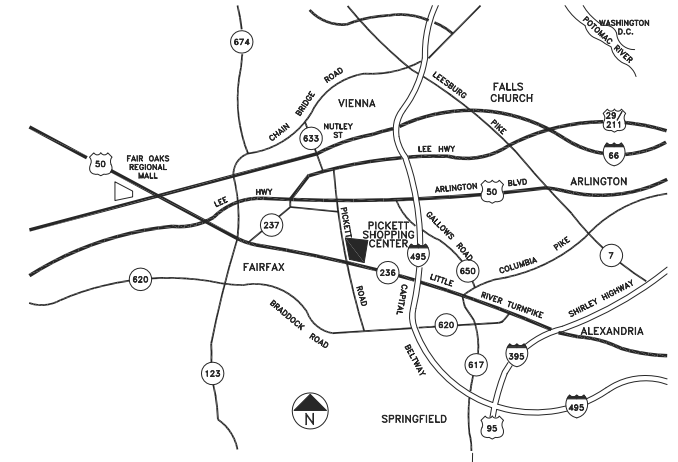 WASHINGTON
D.C.
POTOMAC RIVER
674
LEESBURG
PIKE
FALLS
CHURCH
CHAIN BRIDGE ROAD
VIENNA
29/
211
NUTLEY
ST
633
LEE HWY
66
50
FAIR OAKS
REGIONAL
MALL
ARLINGTON BLVD
50
ARLINGTON
LEE HWY
237
PICKETT
ROAD
PICKETT
SHOPPING
CENTER
GALLOWS ROAD
495
7
FAIRFAX
236
650
COLUMBIA PIKE
620
LITTLE RIVER TURNPIKE
SHIRLEY HIGHWAY
BRADDOCK ROAD
CAPITAL
BELTWAY
620
ALEXANDRIA
395
617
123
N
SPRINGFIELD
495
95